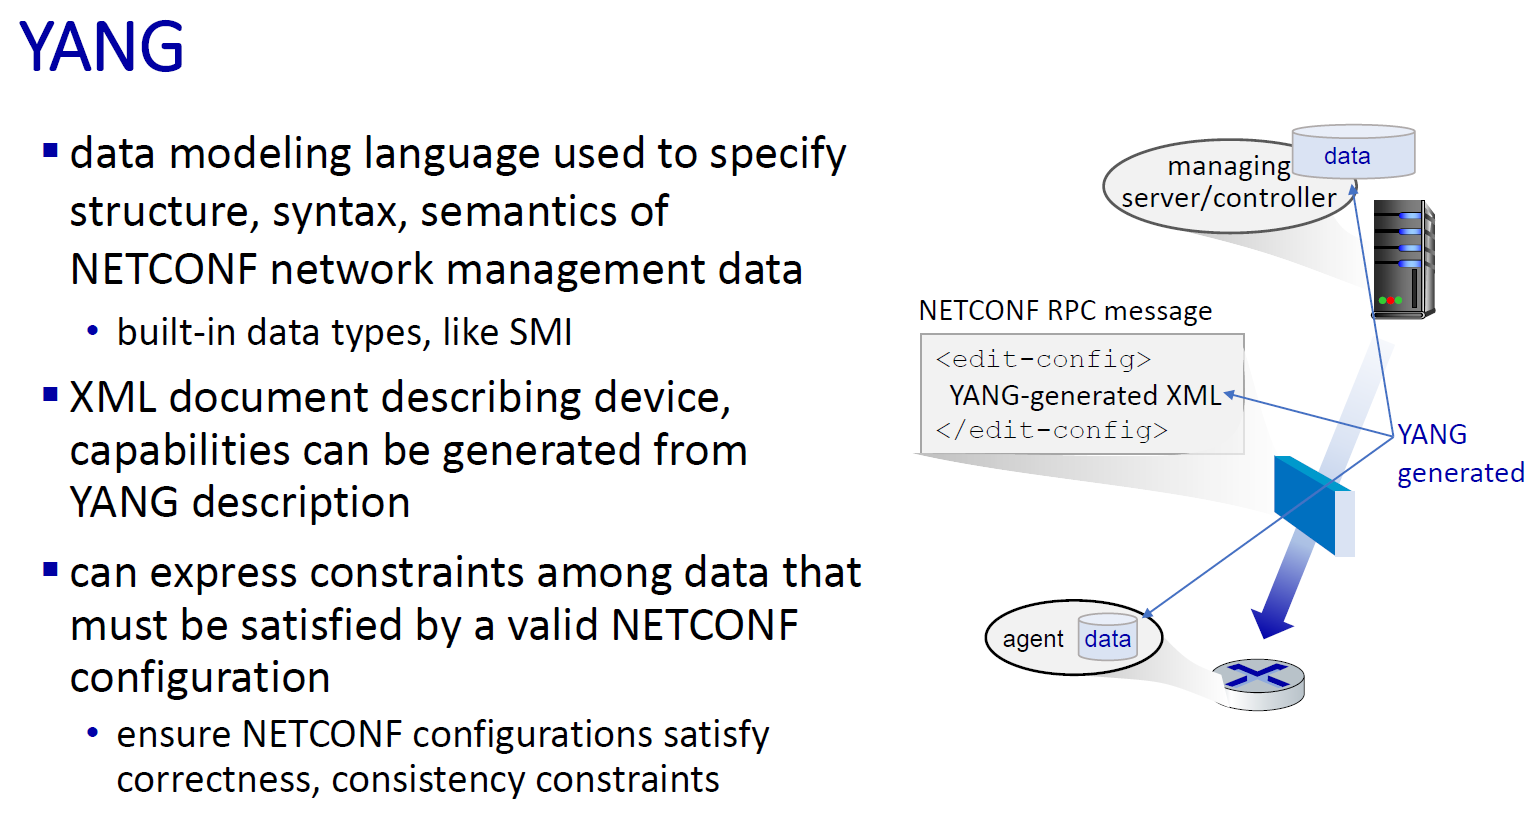 YANG
▪ data modeling language used to specify
structure, syntax, semantics of
NETCONF network management data
• built-in data types, like SMI
▪ XML document describing device,
capabilities can be generated from
YANG description
▪ can express constraints among data that
must be satisfied by a valid NETCONF
configuration
• ensure NETCONF configurations satisfy
correctness, consistency constraints
managing
server/controller
data
NETCONF RPC message
<edit-config>
YANG-generated XML
</edit-config>
YANG
generated
agent
data